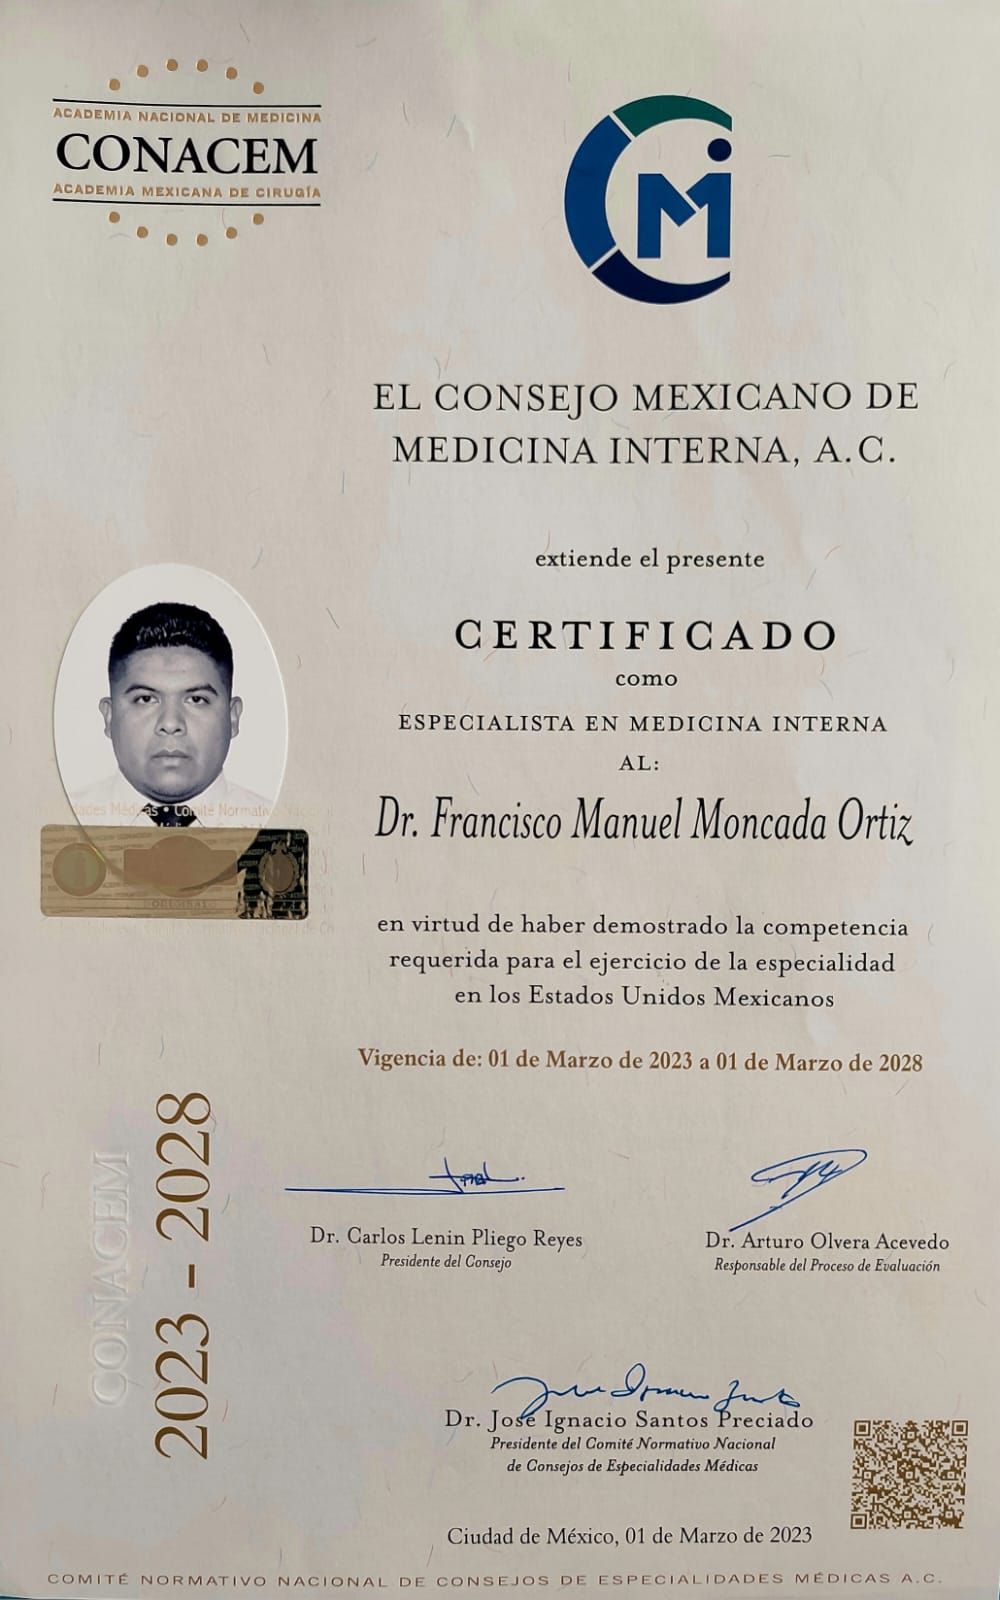 ACADEMIA NACIONAL DE MEDICINA
CONACEM
ACADEMIA MEXICANA DE CIRUGÍA
CMi
EL CONSEJO MEXICANO DE
MEDICINA INTERNA, A.C.
extiende el presente
CERTIFICADO
como
ESPECIALISTA EN MEDICINA INTERNA
AL:
Dr. Francisco Manuel Moncada Ortiz
en virtud de haber demostrado la competencia
requerida para el ejercicio de la especialidad
en los Estados Unidos Mexicanos
Vigencia de: 01 de Marzo de 2023 a 01 de Marzo de 2028
Médicas • Comité Normativo
CONACEM
2023 - 2028
Dr. Carlos Lenin Pliego Reyes
Presidente del Consejo
Dr. Arturo Olvera Acevedo
Responsable del Proceso de Evaluación
Dr. José Ignacio Santos Preciado
Presidente del Comité Normativo Nacional
de Consejos de Especialidades Médicas
Ciudad de México, 01 de Marzo de 2023
COMITÉ NORMATIVO NACIONAL DE CONSEJOS DE ESPECIALIDADES MÉDICAS A.C.